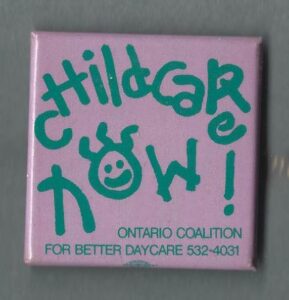 CHildCARe
NOW!
ONTARIO COALITION
FOR BETTER DAYCARE 532-4031